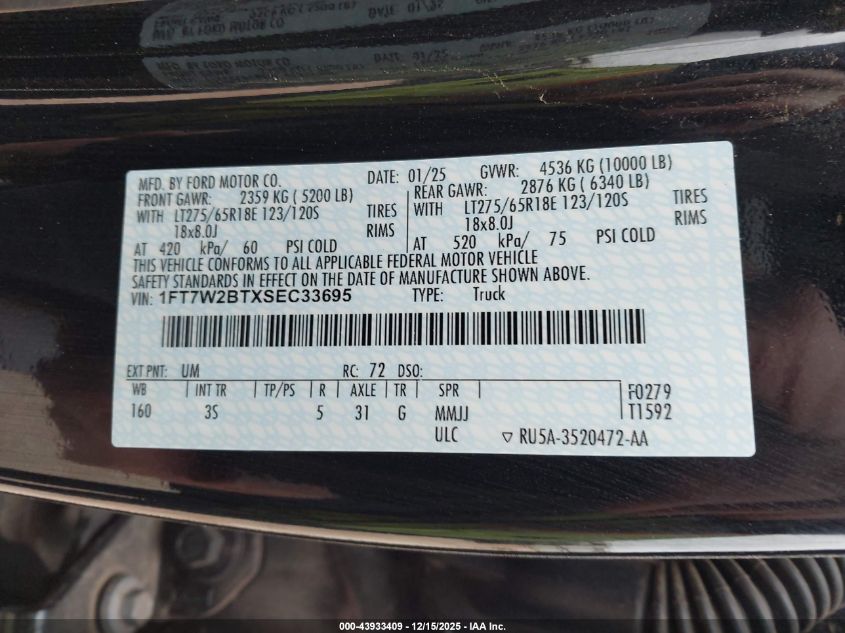 MFD. BY FORD MOTOR CO. DATE: 01/25 GVWR: 4536 KG (10000 LB)
FRONT GAWR: 2359 KG ( 5200 LB) REAR GAWR: 2876 KG ( 6340 LB)
WITH LT275/65R18E 123/120S TIRES WITH LT275/65R18E 123/120S TIRES
18x8.0J RIMS 18x8.0J RIMS
AT 420 kPa/ 60 PSI COLD AT 520 kPa/ 75 PSI COLD
THIS VEHICLE CONFORMS TO ALL APPLICABLE FEDERAL MOTOR VEHICLE
SAFETY STANDARDS IN EFFECT ON THE DATE OF MANUFACTURE SHOWN ABOVE.
VIN: 1FT7W2BTXSEC33695 TYPE: Truck
EXT PNT: UM RC: 72 DSO:
WB INT TR TP/PS R AXLE TR SPR F0279
160 3S 5 31 G MMJJ T1592
ULC RU5A-3520472-AA
000-43933409 • 12/15/2025 • IAA Inc.